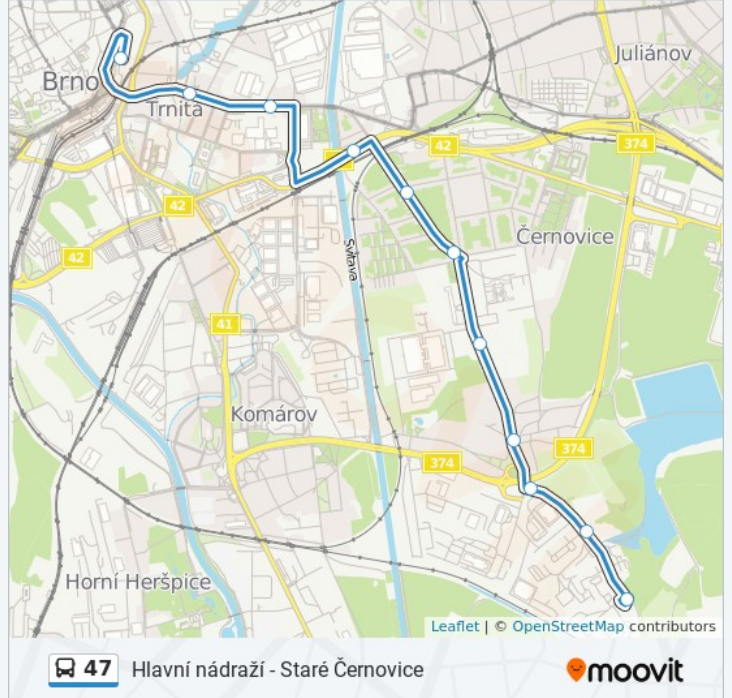 Juliánov
Brno
Trnitá
42
374
42
Černovice
42
Svitava
41
Komárov
374
374
Horní Heršpice
Leaflet | © OpenStreetMap contributors
47 Hlavní nádraží - Staré Černovice
moovit